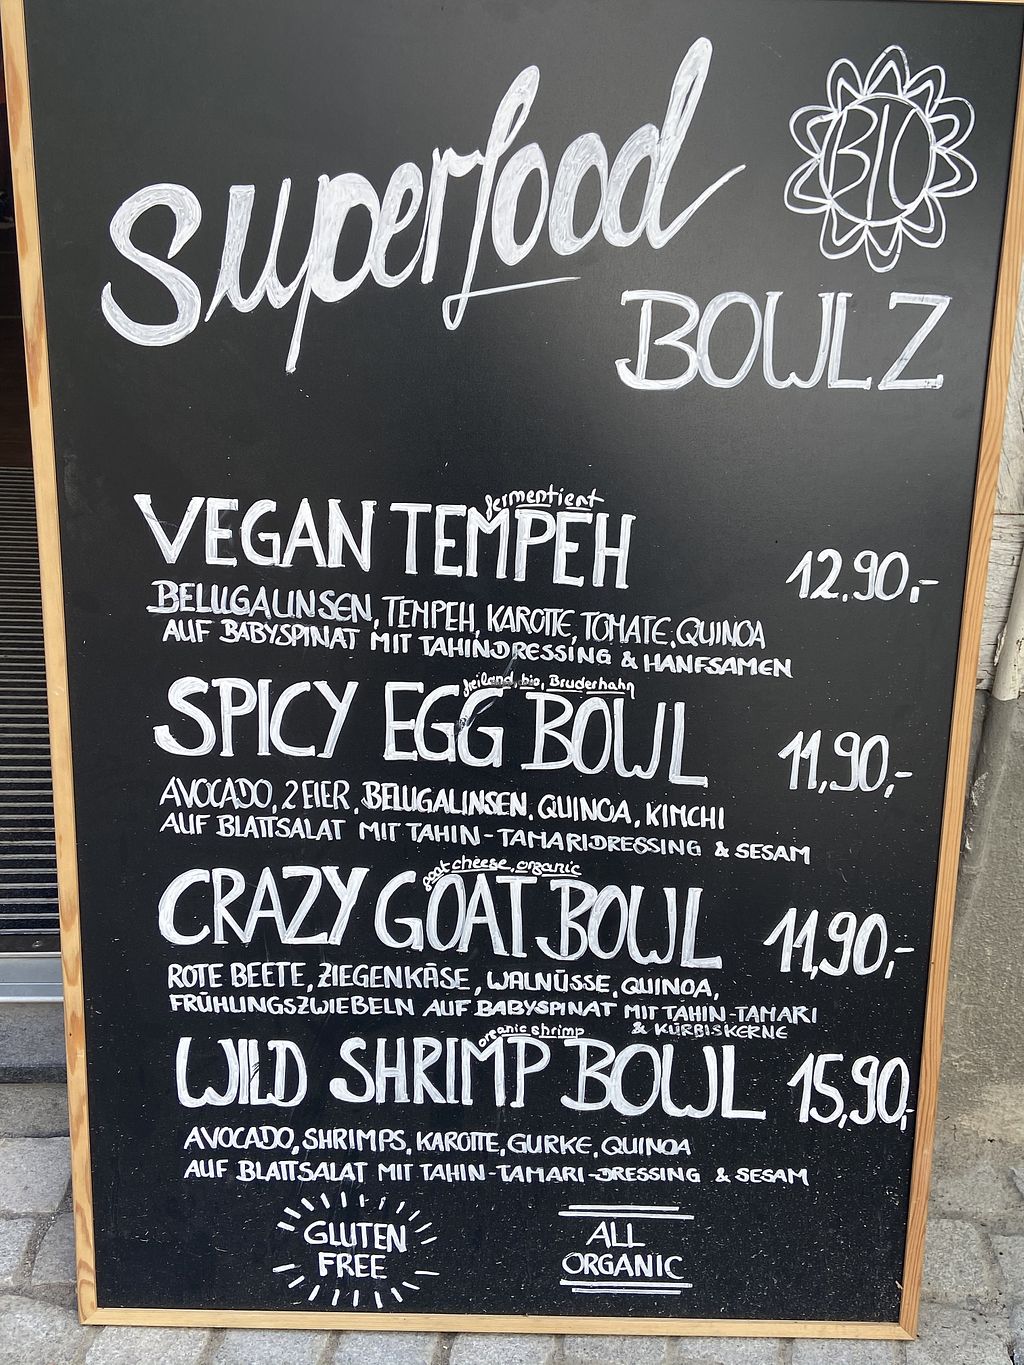 Superfood
BIO
BOWLZ
fermentiert
VEGAN TEMPEH 12.90,-
BELUGALINSEN, TEMPEH, KAROTTE, TOMATE, QUINOA
AUF BABYSPINAT MIT TAHINDRESSING & HANFSAMEN
freiland, bio, Bruderhahn
SPICY EGG BOWL 11,90,-
AVOCADO, 2 EIER, BELUGALINSEN, QUINOA, KIMCHI
AUF BLATTSALAT MIT TAHIN-TAMARIDRESSING & SESAM
goat cheese, organic
CRAZY GOAT BOWL 11,90,-
ROTE BEETE, ZIEGENKÄSE, WALNÜSSE, QUINOA,
FRÜHLINGSZWIEBELN AUF BABYSPINAT MIT TAHIN-TAMARI
& KÜRBISKERNE
organic shrimp
WILD SHRIMP BOWL 15,90,-
AVOCADO, SHRIMPS, KAROTTE, GURKE, QUINOA
AUF BLATTSALAT MIT TAHIN-TAMARI-DRESSING & SESAM
GLUTEN
FREE
ALL
ORGANIC